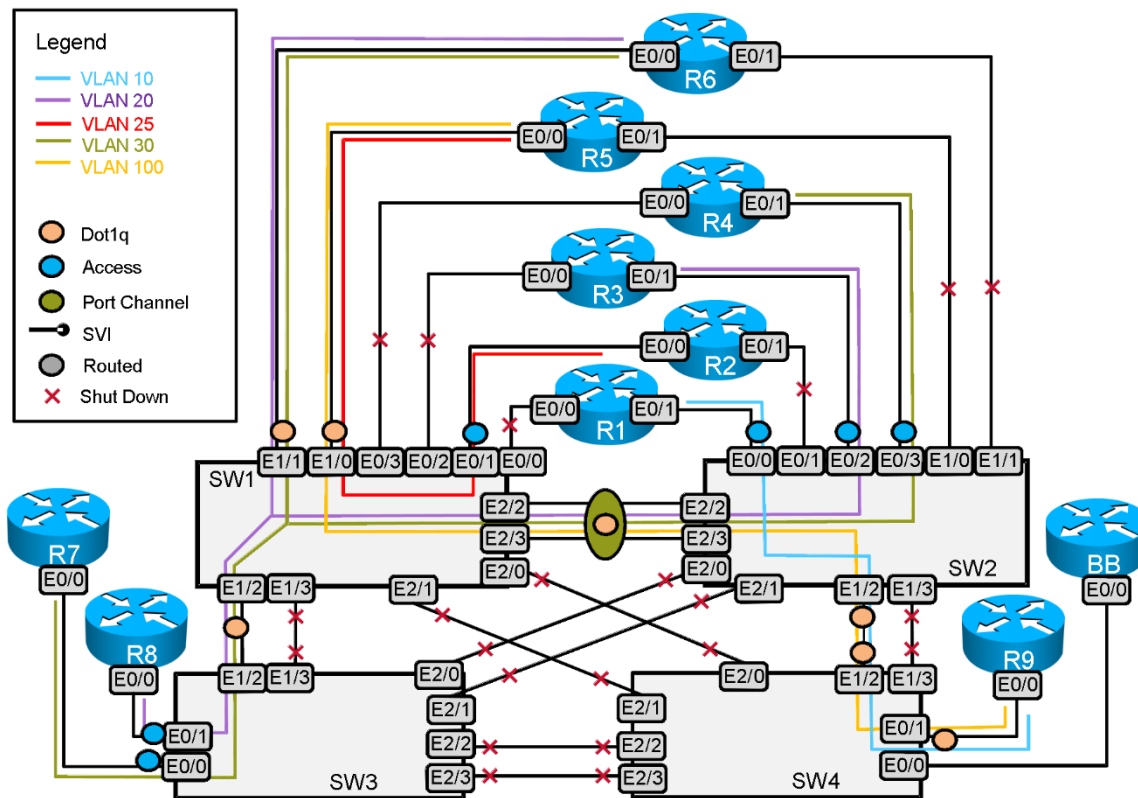 Legend
VLAN 10
VLAN 20
VLAN 25
VLAN 30
VLAN 100
Dot1q
Access
Port Channel
SVI
Routed
Shut Down
E0/0 R6 E0/1
E0/0 R5 E0/1
E0/0 R4 E0/1
E0/0 R3 E0/1
E0/0 R2 E0/1
E0/0 R1 E0/1
SW1
E1/1 E1/0 E0/3 E0/2 E0/1 E0/0
E2/2
E2/3
E2/0
E1/2 E1/3 E2/1
E0/0 E0/1 E0/2 E0/3 E1/0 E1/1
E2/2
E2/3
E2/0
SW2
E2/1 E1/2 E1/3
R7
E0/0
R8
E0/0
BB
E0/0
R9
E0/0
E1/2 E1/3 E2/0
E0/1
E0/0
E2/1
E2/2
E2/3
SW3
E2/0 E1/2 E1/3
E2/1
E2/2
E2/3
E0/1
E0/0
SW4